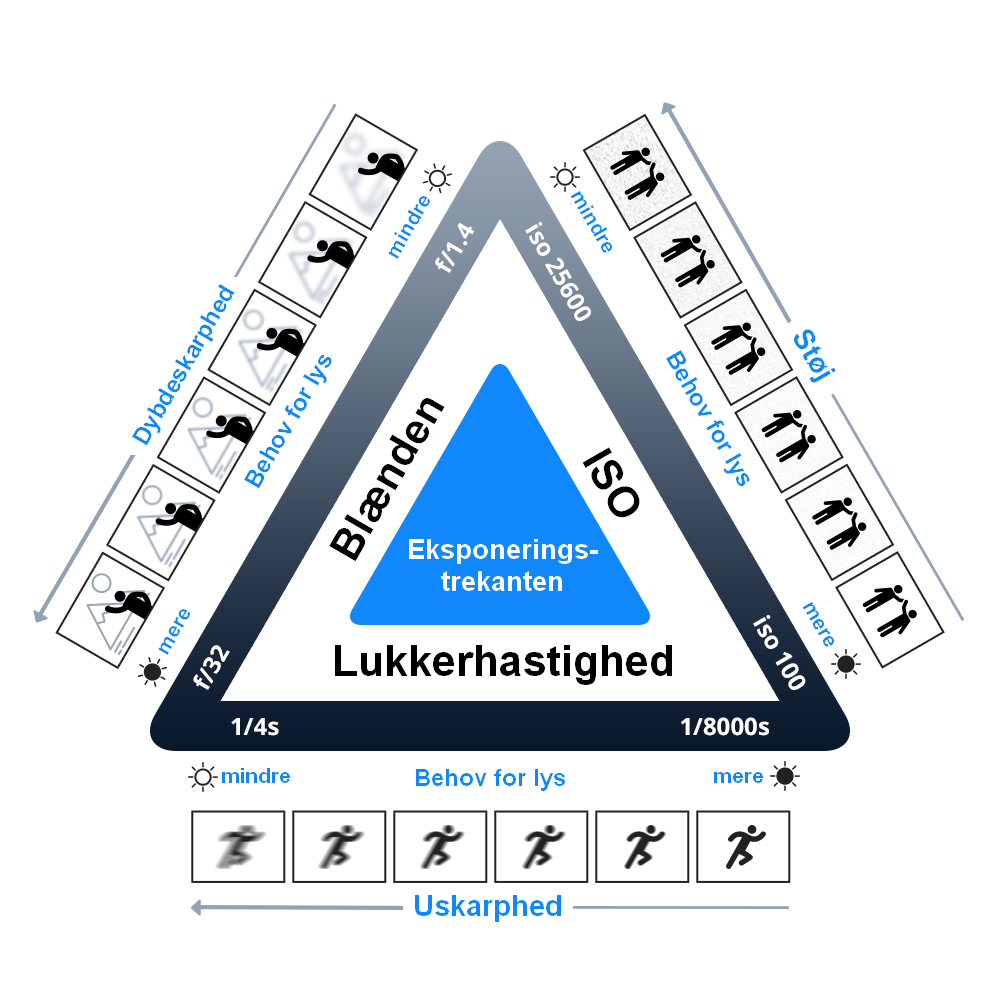 mindre
f/1.4
Dybdeskarphed
Behov for lys
Blænden
mere
f/32
mindre
iso 25600
Støj
Behov for lys
ISO
mere
iso 100
Eksponerings-
trekanten
Lukkerhastighed
1/4s
1/8000s
mindre
Behov for lys
mere
Uskarphed